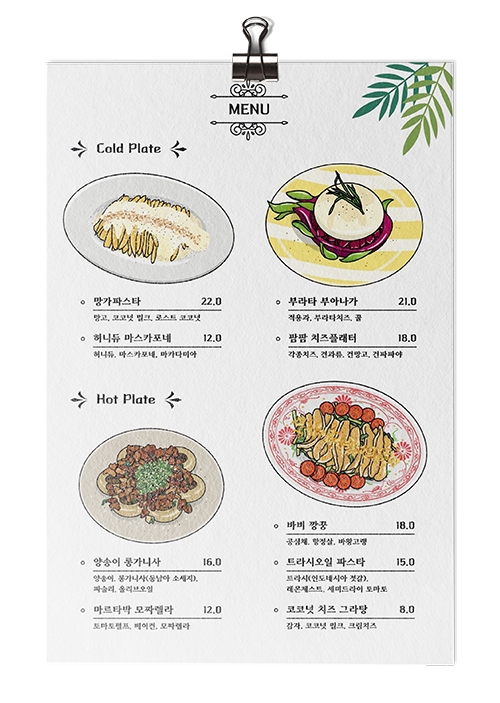 MENU
Cold Plate
망가파스타 22.0
망고, 코코넛 밀크, 로스트 코코넛
허니듀 마스카포네 12.0
허니듀, 마스카포네, 마카다미아
부라타 부아나가 21.0
적용과, 부라타치즈, 꿀
팜팜 치즈플래터 18.0
각종치즈, 견과류, 건망고, 건파파야
Hot Plate
양송이 롱가니사 16.0
양송이, 롱가니사(동남아 소세지),
파슬리, 올리브오일
마르타박 모짜렐라 12.0
토마토렐프, 베이컨, 모짜렐라
바비 깡풍 18.0
공심채, 항정살, 바왕고랭
트라시오일 파스타 15.0
트라시(인도네시아 젓갈),
레몬제스트, 세미드라이 토마토
코코넛 치즈 그라탕 8.0
감자, 코코넛 밀크, 크림치즈